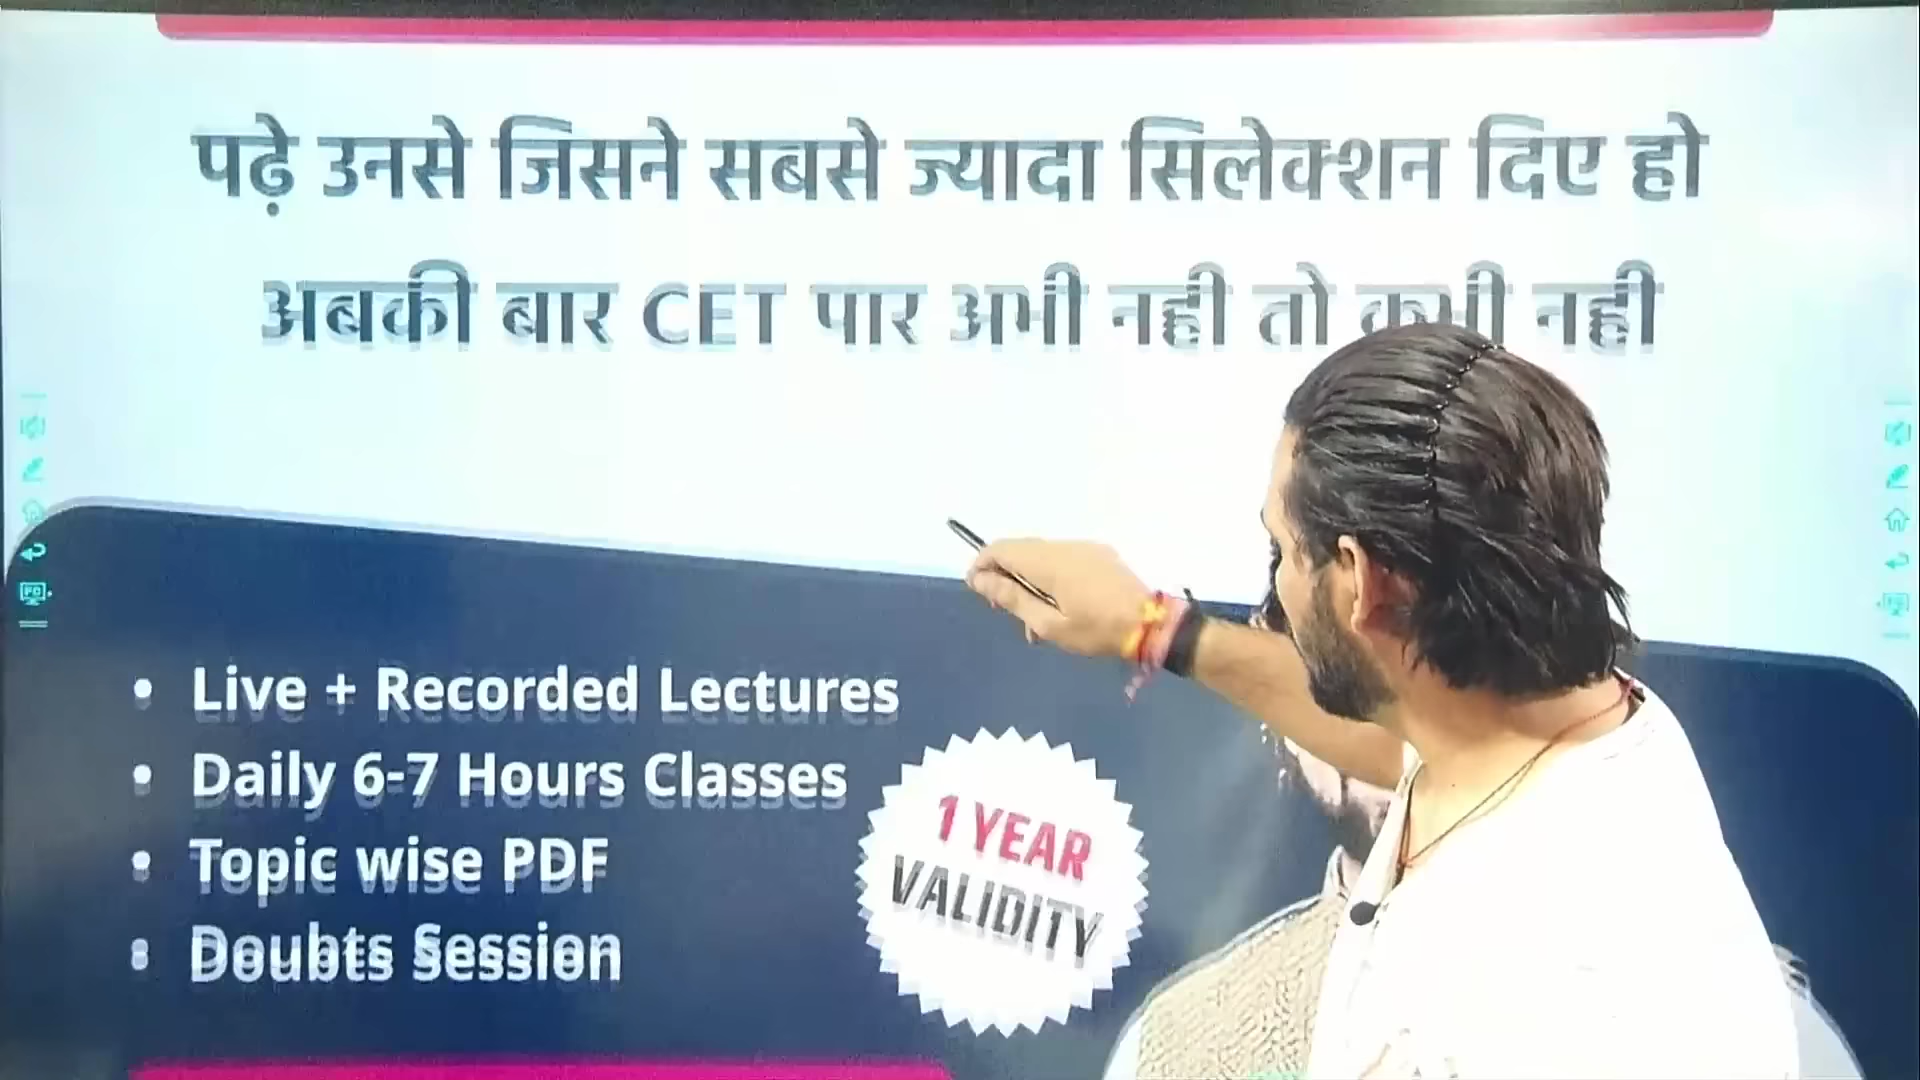 पढ़े उनसे जिसने सबसे ज्यादा सिलेक्शन दिए हो
अबकी बार CET पार अभी नही तो कभी नही
• Live + Recorded Lectures
• Daily 6-7 Hours Classes
• Topic wise PDF
• Doubts Session
1 YEAR
VALIDITY